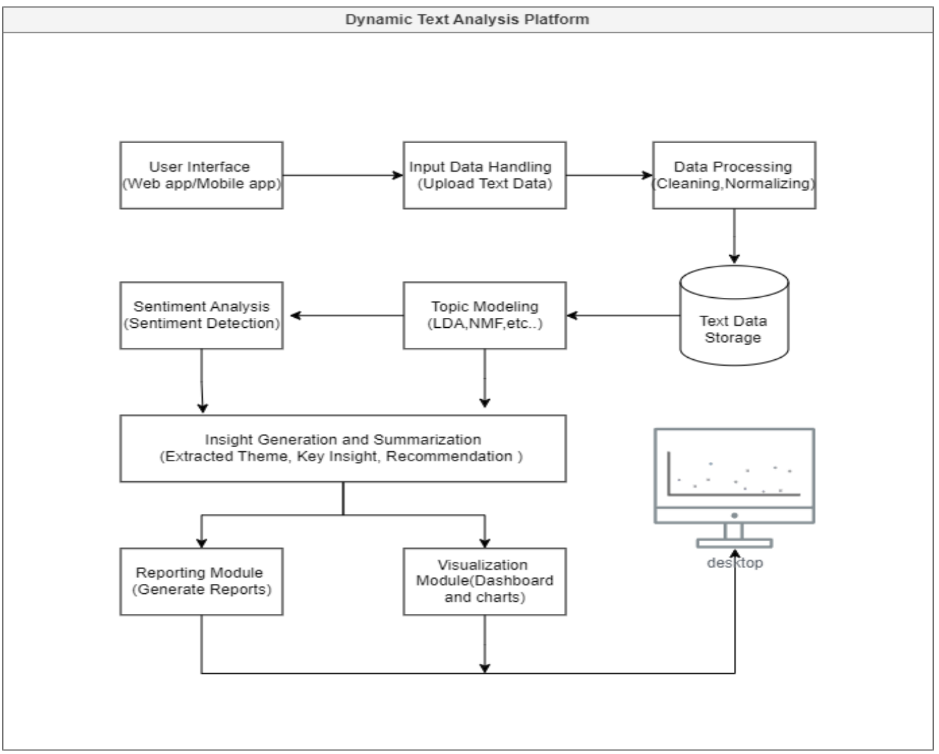 Dynamic Text Analysis Platform
User Interface
(Web app/Mobile app)
Input Data Handling
(Upload Text Data)
Data Processing
(Cleaning,Normalizing)
Sentiment Analysis
(Sentiment Detection)
Topic Modeling
(LDA,NMF,etc..)
Text Data
Storage
Insight Generation and Summarization
(Extracted Theme, Key Insight, Recommendation )
Reporting Module
(Generate Reports)
Visualization
Module(Dashboard
and charts)
desktop